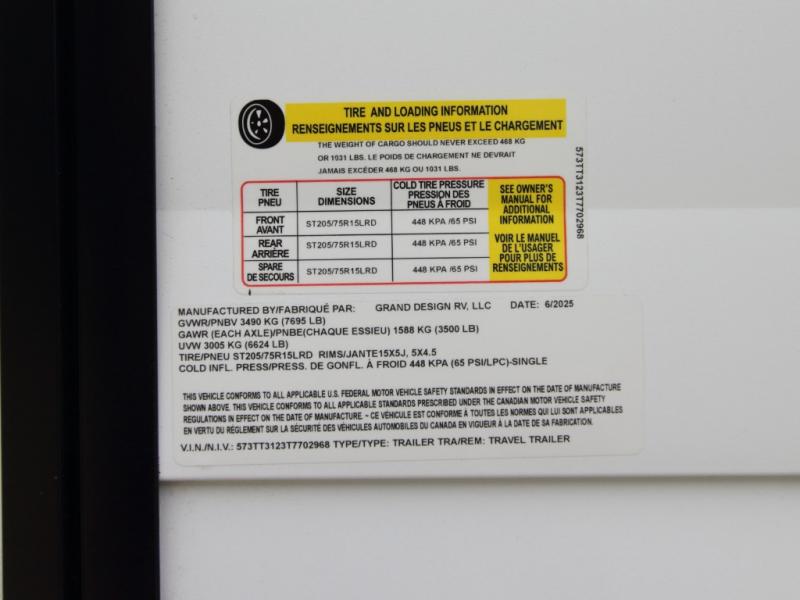 TIRE AND LOADING INFORMATION
RENSEIGNEMENTS SUR LES PNEUS ET LE CHARGEMENT
THE WEIGHT OF CARGO SHOULD NEVER EXCEED 468 KG
OR 1031 LBS. LE POIDS DE CHARGEMENT NE DEVRAIT
JAMAIS EXCÉDER 468 KG OU 1031 LBS.
TIRE PNEU SIZE DIMENSIONS COLD TIRE PRESSURE PRESSION DES PNEUS À FROID
FRONT AVANT ST205/75R15LRD 448 KPA /65 PSI
REAR ARRIÈRE ST205/75R15LRD 448 KPA /65 PSI
SPARE DE SECOURS ST205/75R15LRD 448 KPA /65 PSI
SEE OWNER'S
MANUAL FOR
ADDITIONAL
INFORMATION
VOIR LE MANUEL
DE L'USAGER
POUR PLUS DE
RENSEIGNEMENTS
573TT3123T7702968
MANUFACTURED BY/FABRIQUÉ PAR: GRAND DESIGN RV, LLC DATE: 6/2025
GVWR/PNBV 3490 KG (7695 LB)
GAWR (EACH AXLE)/PNBE(CHAQUE ESSIEU) 1588 KG (3500 LB)
UVW 3005 KG (6624 LB)
TIRE/PNEU ST205/75R15LRD RIMS/JANTE15X5J, 5X4.5
COLD INFL. PRESS/PRESS. DE GONFL. À FROID 448 KPA (65 PSI/LPC)-SINGLE
THIS VEHICLE CONFORMS TO ALL APPLICABLE U.S. FEDERAL MOTOR VEHICLE SAFETY STANDARDS IN EFFECT ON THE DATE OF MANUFACTURE
SHOWN ABOVE. THIS VEHICLE CONFORMS TO ALL APPLICABLE STANDARDS PRESCRIBED UNDER THE CANADIAN MOTOR VEHICLE SAFETY
REGULATIONS IN EFFECT ON THE DATE OF MANUFACTURE. ~ CE VÉHICULE EST CONFORME À TOUTES LES NORMES QUI LUI SONT APPLICABLES
EN VERTU DU RÉGLEMENT SUR LA SÉCURITÉ DES VÉHICULES AUTOMOBILES DU CANADA EN VIGUEUR À LA DATE DE SA FABRICATION.
V.I.N./N.I.V.: 573TT3123T7702968 TYPE/TYPE: TRAILER TRA/REM: TRAVEL TRAILER